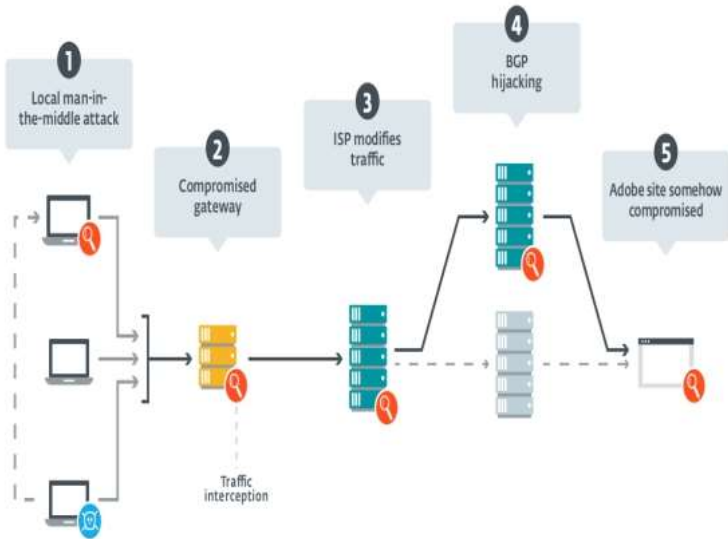 1
Local man-in-
the-middle attack
2
Compromised
gateway
3
ISP modifies
traffic
4
BGP
hijacking
5
Adobe site somehow
compromised
Traffic
interception